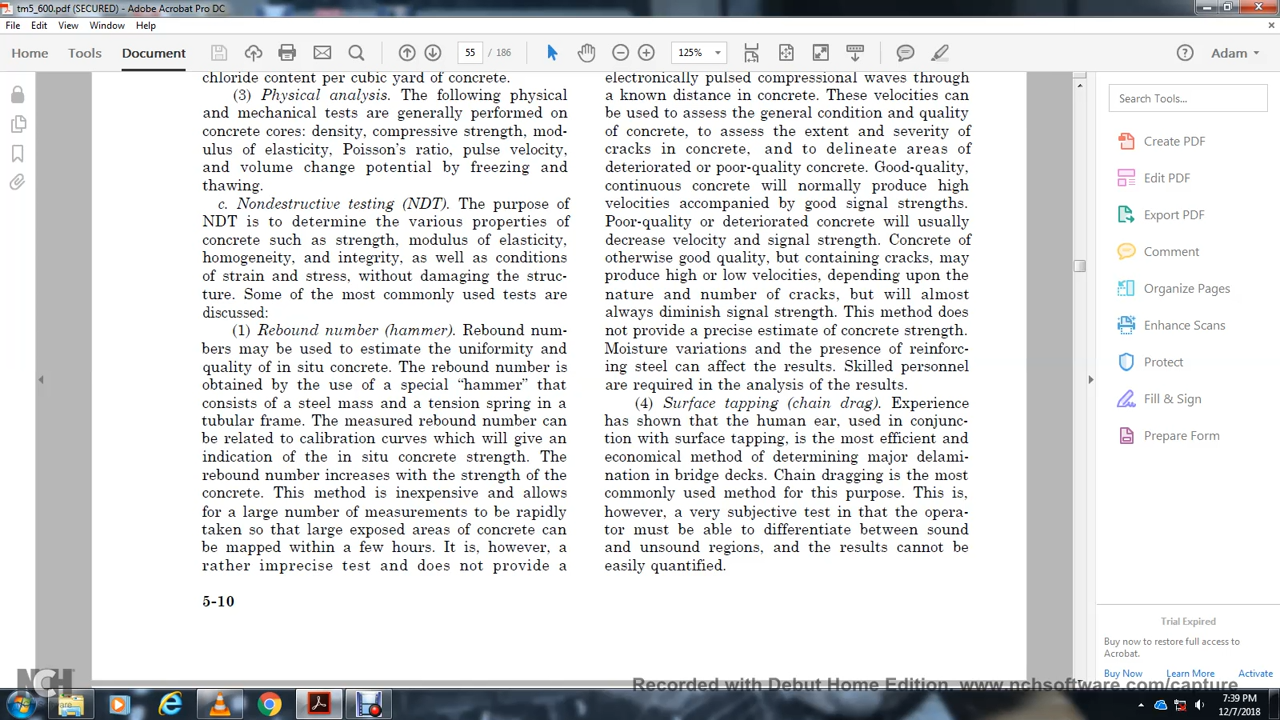 tm5_600.pdf (SECURED) - Adobe Acrobat Pro DC
File Edit View Window Help
Home Tools Document 55 / 186 125% Adam
chloride content per cubic yard of concrete.
(3) Physical analysis. The following physical
and mechanical tests are generally performed on
concrete cores: density, compressive strength, mod-
ulus of elasticity, Poisson's ratio, pulse velocity,
and volume change potential by freezing and
thawing.
c. Nondestructive testing (NDT). The purpose of
NDT is to determine the various properties of
concrete such as strength, modulus of elasticity,
homogeneity, and integrity, as well as conditions
of strain and stress, without damaging the struc-
ture. Some of the most commonly used tests are
discussed:
(1) Rebound number (hammer). Rebound num-
bers may be used to estimate the uniformity and
quality of in situ concrete. The rebound number is
obtained by the use of a special “hammer” that
consists of a steel mass and a tension spring in a
tubular frame. The measured rebound number can
be related to calibration curves which will give an
indication of the in situ concrete strength. The
rebound number increases with the strength of the
concrete. This method is inexpensive and allows
for a large number of measurements to be rapidly
taken so that large exposed areas of concrete can
be mapped within a few hours. It is, however, a
rather imprecise test and does not provide a
5-10
electronically pulsed compressional waves through
a known distance in concrete. These velocities can
be used to assess the general condition and quality
of concrete, to assess the extent and severity of
cracks in concrete, and to delineate areas of
deteriorated or poor-quality concrete. Good-quality,
continuous concrete will normally produce high
velocities accompanied by good signal strengths.
Poor-quality or deteriorated concrete will usually
decrease velocity and signal strength. Concrete of
otherwise good quality, but containing cracks, may
produce high or low velocities, depending upon the
nature and number of cracks, but will almost
always diminish signal strength. This method does
not provide a precise estimate of concrete strength.
Moisture variations and the presence of reinforc-
ing steel can affect the results. Skilled personnel
are required in the analysis of the results.
(4) Surface tapping (chain drag). Experience
has shown that the human ear, used in conjunc-
tion with surface tapping, is the most efficient and
economical method of determining major delami-
nation in bridge decks. Chain dragging is the most
commonly used method for this purpose. This is,
however, a very subjective test in that the opera-
tor must be able to differentiate between sound
and unsound regions, and the results cannot be
easily quantified.
Search Tools...
Create PDF
Edit PDF
Export PDF
Comment
Organize Pages
Enhance Scans
Protect
Fill & Sign
Prepare Form
Trial Expired
Buy now to restore full access to
Acrobat.
Buy Now Learn More Activate
NCH
Recorded with Debut Home Edition. www.nchsoftware.com/capture
7:39 PM
12/7/2018